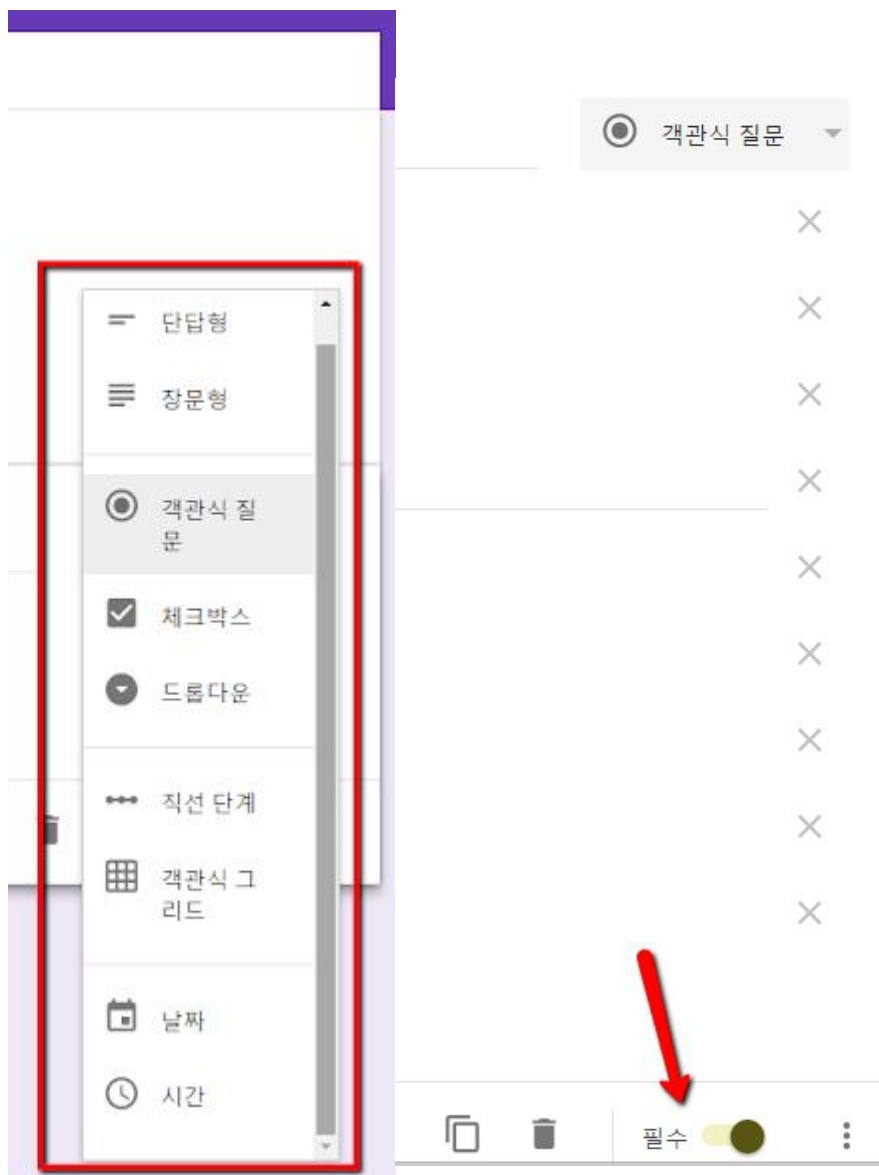 단답형
장문형
객관식 질
문
체크박스
드롭다운
직선 단계
객관식 그
리드
날짜
시간
객관식 질문
필수